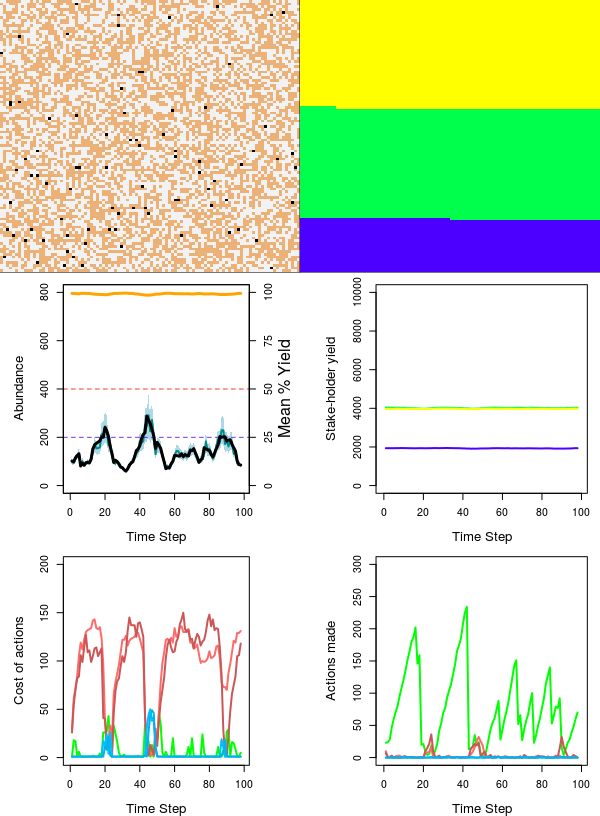 800
600
400
200
0
Abundance
100
75
50
25
0
Mean % Yield
0 20 40 60 80 100
Time Step
10000
8000
6000
4000
2000
0
Stake-holder yield
0 20 40 60 80 100
Time Step
200
150
100
50
0
Cost of actions
0 20 40 60 80 100
Time Step
300
250
200
150
100
50
0
Actions made
0 20 40 60 80 100
Time Step